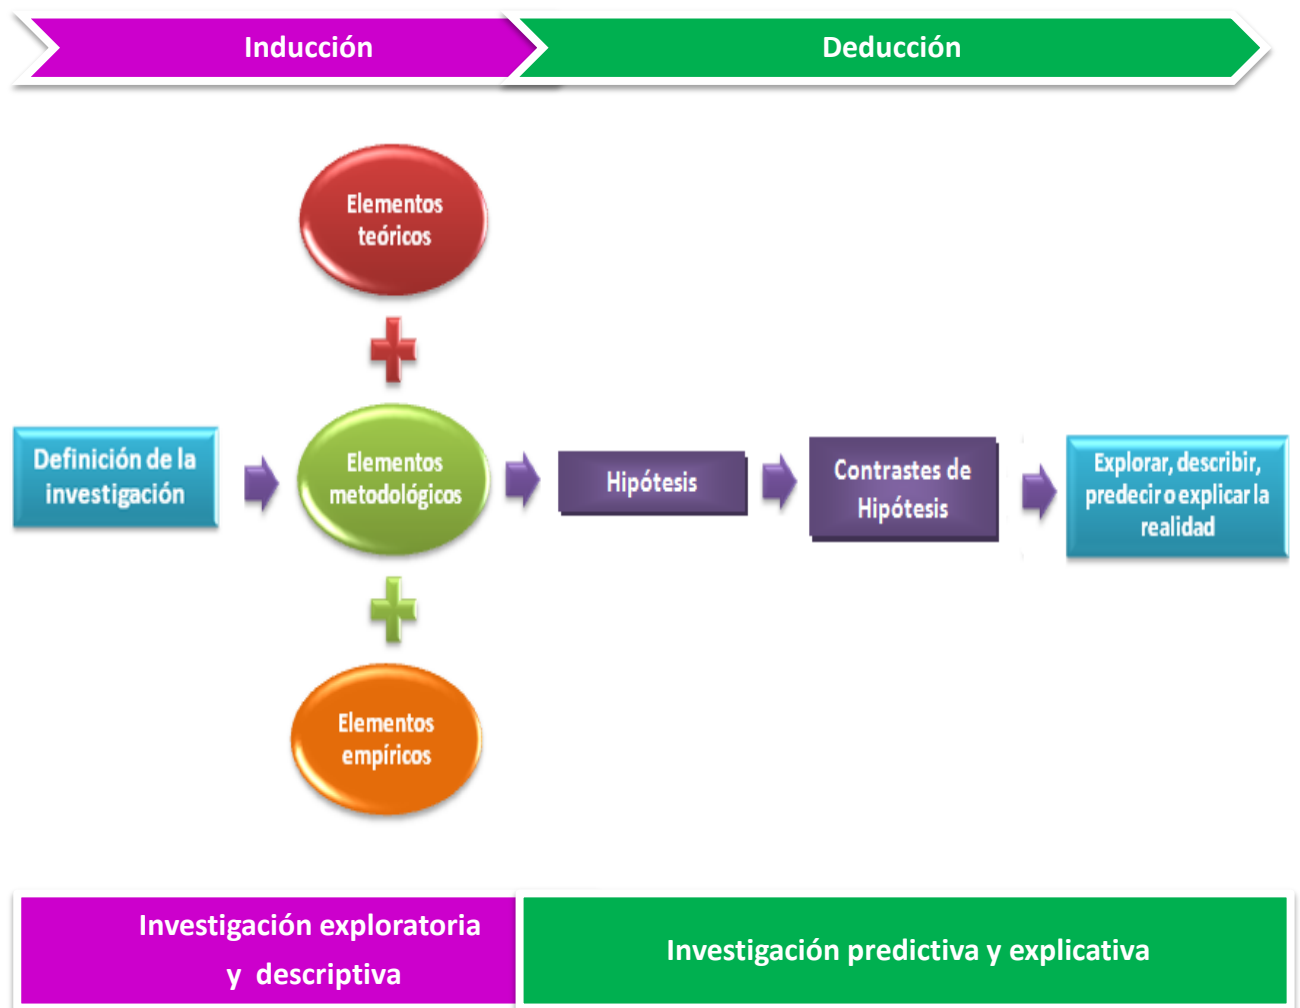 Inducción
Deducción
Elementos
teóricos
Definición de la
investigación
Elementos
metodológicos
Hipótesis
Contrastes de
Hipótesis
Explorar, describir,
predecir o explicar la
realidad
Elementos
empíricos
Investigación exploratoria
y descriptiva
Investigación predictiva y explicativa